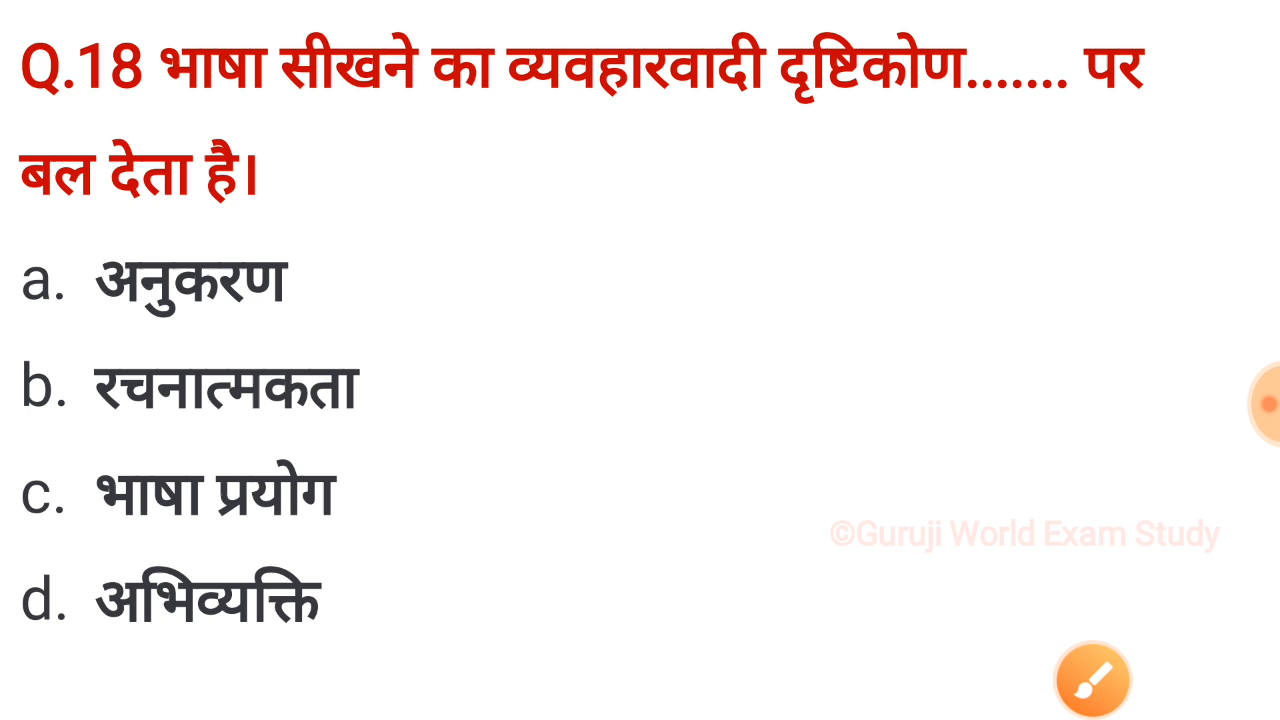 Q.18 भाषा सीखने का व्यवहारवादी दृष्टिकोण....... पर
बल देता है।
a. अनुकरण
b. रचनात्मकता
c. भाषा प्रयोग
d. अभिव्यक्ति
©Guruji World Exam Study